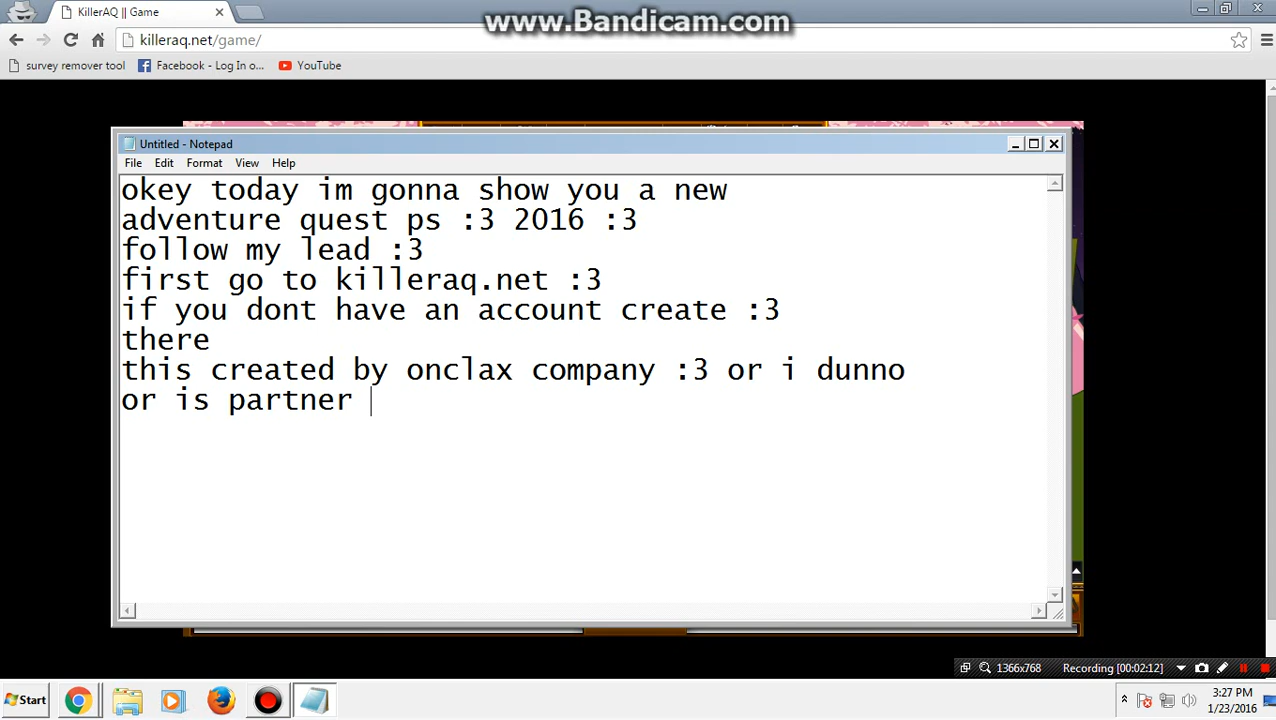 KillerAQ || Game
www.Bandicam.com
killeraq.net/game/
survey remover tool
Facebook - Log In o...
YouTube
Untitled - Notepad
File Edit Format View Help
okey today im gonna show you a new
adventure quest ps :3 2016 :3
follow my lead :3
first go to killeraq.net :3
if you dont have an account create :3
there
this created by onclax company :3 or i dunno
or is partner
1366x768 Recording [00:02:12]
Start
3:27 PM
1/23/2016